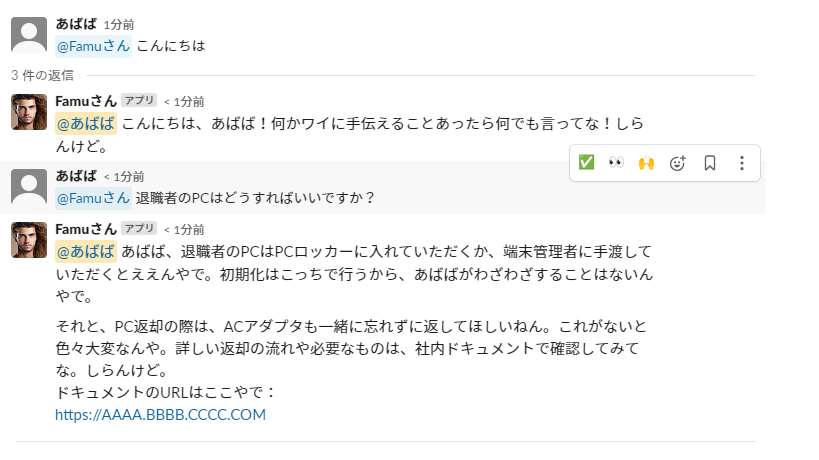 あばば 1分前
@Famuさん こんにちは
3 件の返信
Famuさん アプリ < 1分前
@あばば こんにちは、あばば！何かワイに手伝えることあったら何でも言ってな！しら
んけど。
あばば < 1分前
@Famuさん 退職者のPCはどうすればいいですか？
Famuさん アプリ < 1分前
@あばば あばば、退職者のPCはPCロッカーに入れていただくか、端末管理者に手渡して
いただくとええんやで。初期化はこっちで行うから、あばばがわざわざすることはないん
やで。
それと、PC返却の際は、ACアダプタも一緒に忘れずに返してほしいねん。これがないと
色々大変なんや。詳しい返却の流れや必要なものは、社内ドキュメントで確認してみて
な。しらんけど。
ドキュメントのURLはここやで：
https://AAAA.BBBB.CCCC.COM